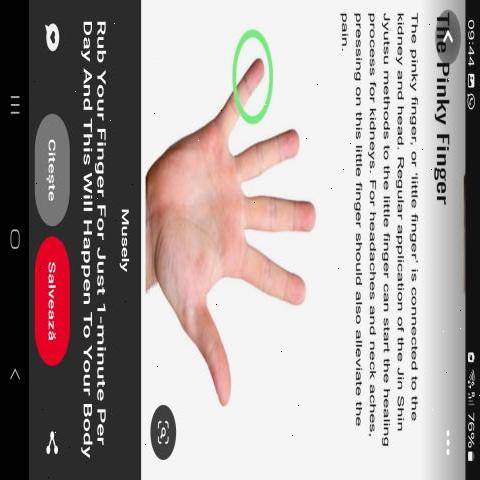 09:44
76%
The Pinky Finger
The pinky finger, or 'little finger' is connected to the
kidney and head. Regular application of the Jin Shin
Jyutsu methods to the little finger can start the healing
process for kidneys. For headaches and neck aches,
pressing on this little finger should also alleviate the
pain.
Musely
Rub Your Finger For Just 1-minute Per
Day And This Will Happen To Your Body
Citește
Salvează